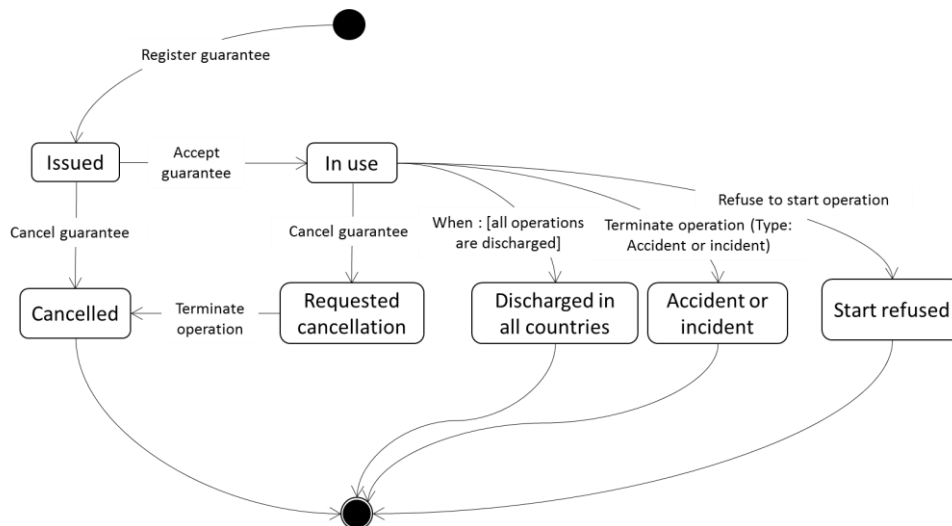 Register guarantee
Issued
Accept
guarantee
In use
Refuse to start operation
Cancel guarantee
Cancel guarantee
When : [all operations
are discharged]
Terminate operation (Type:
Accident or incident)
Cancelled
Terminate
operation
Requested
cancellation
Discharged in
all countries
Accident or
incident
Start refused